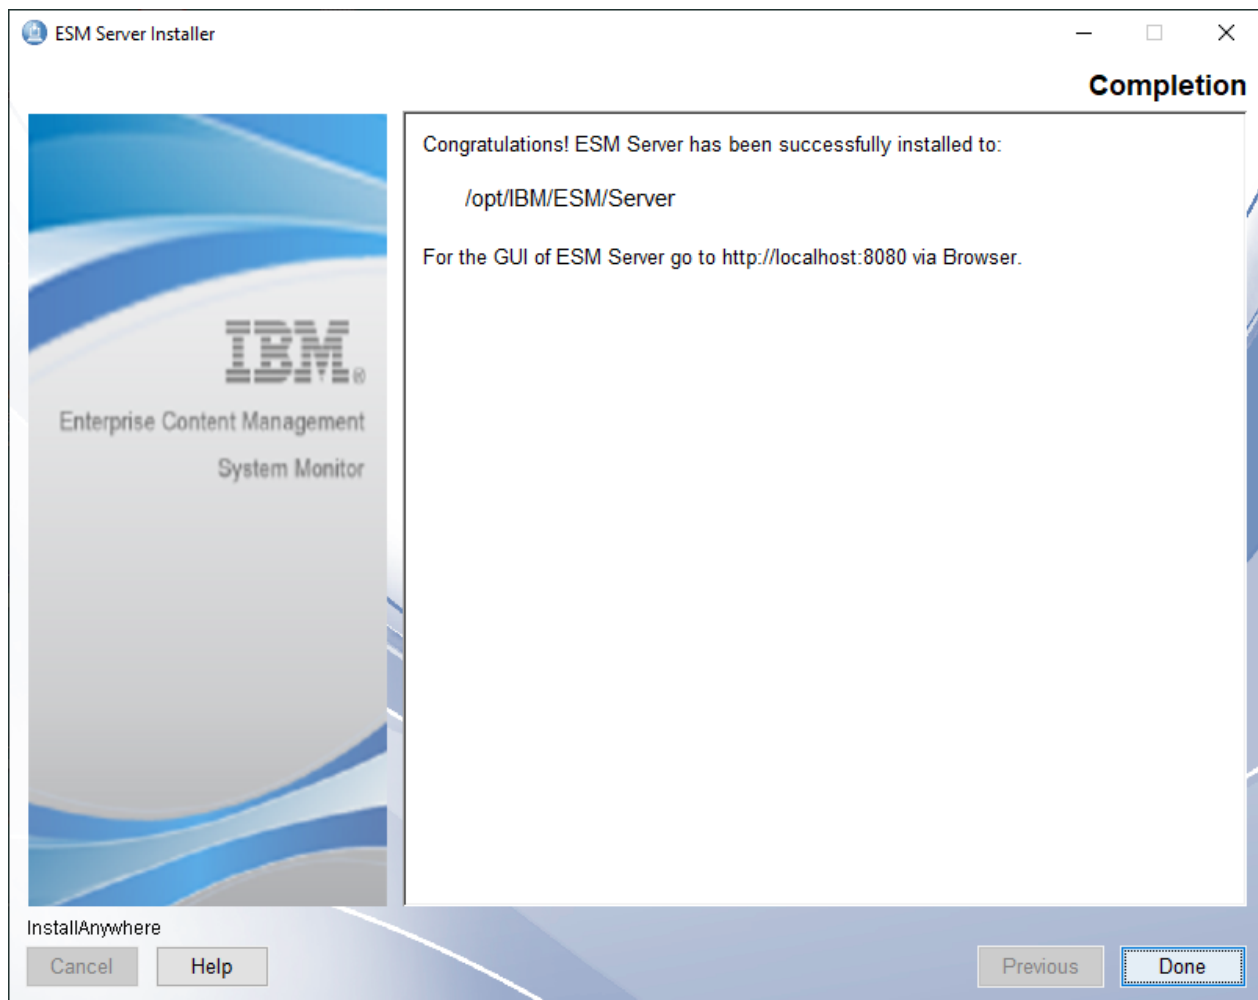 ESM Server Installer
Completion
Congratulations! ESM Server has been successfully installed to:
/opt/IBM/ESM/Server
For the GUI of ESM Server go to http://localhost:8080 via Browser.
IBM®
Enterprise Content Management
System Monitor
InstallAnywhere
Cancel Help Previous Done